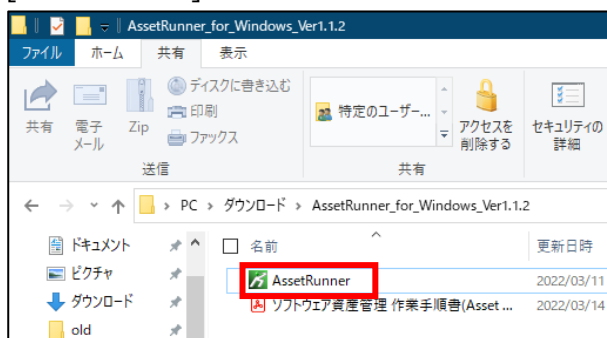 AssetRunner_for_Windows_Ver1.1.2
ファイル ホーム 共有 表示
共有
電子
メール
Zip
ディスクに書き込む
印刷
ファックス
送信
特定のユーザー...
アクセスを
削除する
セキュリティの
詳細
共有
PC › ダウンロード › AssetRunner_for_Windows_Ver1.1.2
ドキュメント
ピクチャ
ダウンロード
old
名前 更新日時
AssetRunner 2022/03/11
ソフトウェア資産管理 作業手順書(Asset ... 2022/03/14